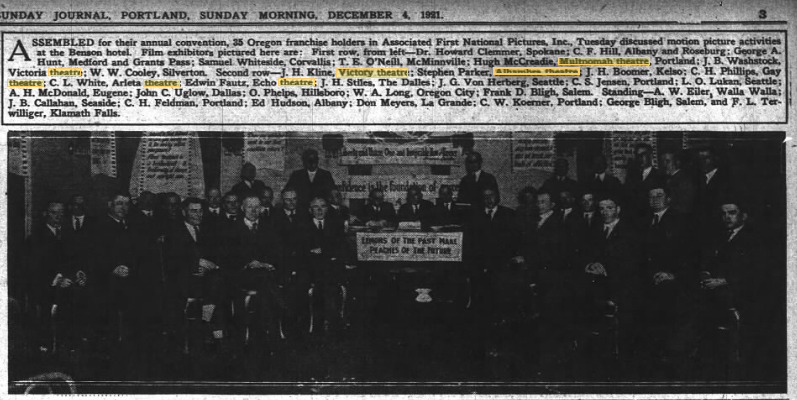 SUNDAY JOURNAL, PORTLAND, SUNDAY MORNING, DECEMBER 4, 1921.
3
ASSEMBLED for their annual convention, 35 Oregon franchise holders in Associated First National Pictures, Inc., Tuesday discussed motion picture activities
at the Benson hotel. Film exhibitors pictured here are: First row, from left—Dr. Howard Clemmer, Spokane; C. F. Hill, Albany and Roseburg; George A.
Hunt, Medford and Grants Pass; Samuel Whiteside, Corvallis; T. E. O'Neill, McMinnville; Hugh McCreadie, Multnomah theatre, Portland; J. B. Washstock,
Victoria theatre; W. W. Cooley, Silverton. Second row—J. H. Kline, Victory theatre; Stephen Parker, Alhambra theatre; J. H. Boomer, Kelso; C. H. Phillips, Gay
theatre; C. L. White, Arleta theatre; Edwin Fautz, Echo theatre; J. H. Stiles, The Dalles; J. G. Von Herberg, Seattle; C. S. Jensen, Portland; L. O. Lukan, Seattle;
A. H. McDonald, Eugene; John C. Uglow, Dallas; O. Phelps, Hillsboro; W. A. Long, Oregon City; Frank D. Bligh, Salem. Standing—A. W. Eiler, Walla Walla;
J. B. Callahan, Seaside; C. H. Feldman, Portland; Ed Hudson, Albany; Don Meyers, La Grande; C. W. Koerner, Portland; George Bligh, Salem, and F. L. Ter-
williger, Klamath Falls.
is the Foundation of
LEMONS OF THE PAST MAKE
PEACHES OF THE FUTURE